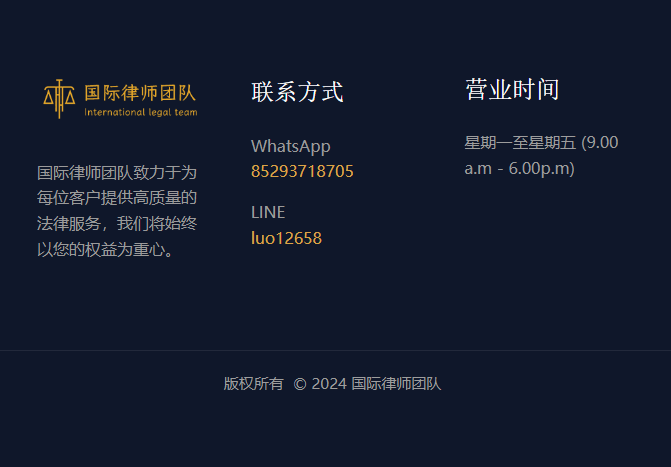 国际律师团队
International legal team
国际律师团队致力于为
每位客户提供高质量的
法律服务，我们将始终
以您的权益为重心。
联系方式
WhatsApp
85293718705
LINE
luo12658
营业时间
星期一至星期五 (9.00
a.m - 6.00p.m)
版权所有 © 2024 国际律师团队